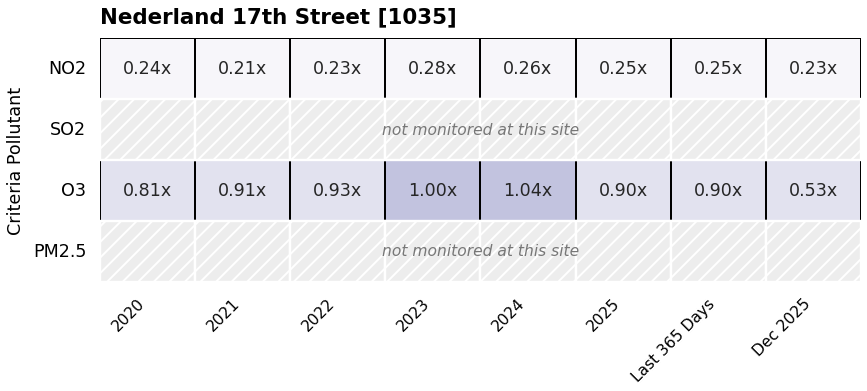 Nederland 17th Street [1035]
Criteria Pollutant
NO2 0.24x 0.21x 0.23x 0.28x 0.26x 0.25x 0.25x 0.23x
SO2 not monitored at this site
O3 0.81x 0.91x 0.93x 1.00x 1.04x 0.90x 0.90x 0.53x
PM2.5 not monitored at this site
2020 2021 2022 2023 2024 2025 Last 365 Days Dec 2025